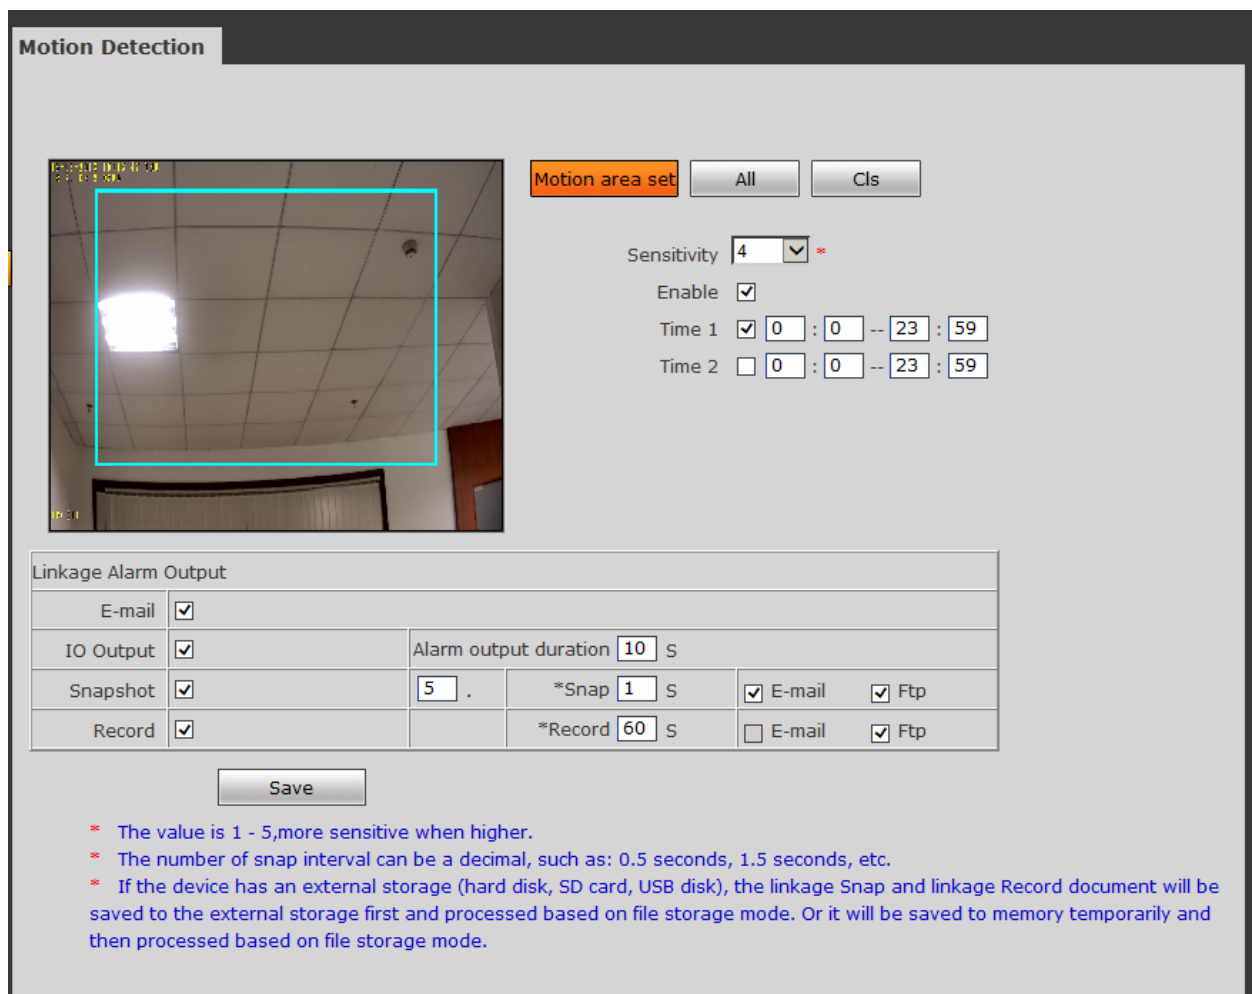 Motion Detection
Motion area set All Cls
Sensitivity 4 *
Enable
Time 1 0 : 0 -- 23 : 59
Time 2 0 : 0 -- 23 : 59
Linkage Alarm Output
E-mail
IO Output Alarm output duration 10 S
Snapshot 5 . *Snap 1 S E-mail Ftp
Record *Record 60 S E-mail Ftp
Save
* The value is 1 - 5,more sensitive when higher.
* The number of snap interval can be a decimal, such as: 0.5 seconds, 1.5 seconds, etc.
* If the device has an external storage (hard disk, SD card, USB disk), the linkage Snap and linkage Record document will be
saved to the external storage first and processed based on file storage mode. Or it will be saved to memory temporarily and
then processed based on file storage mode.